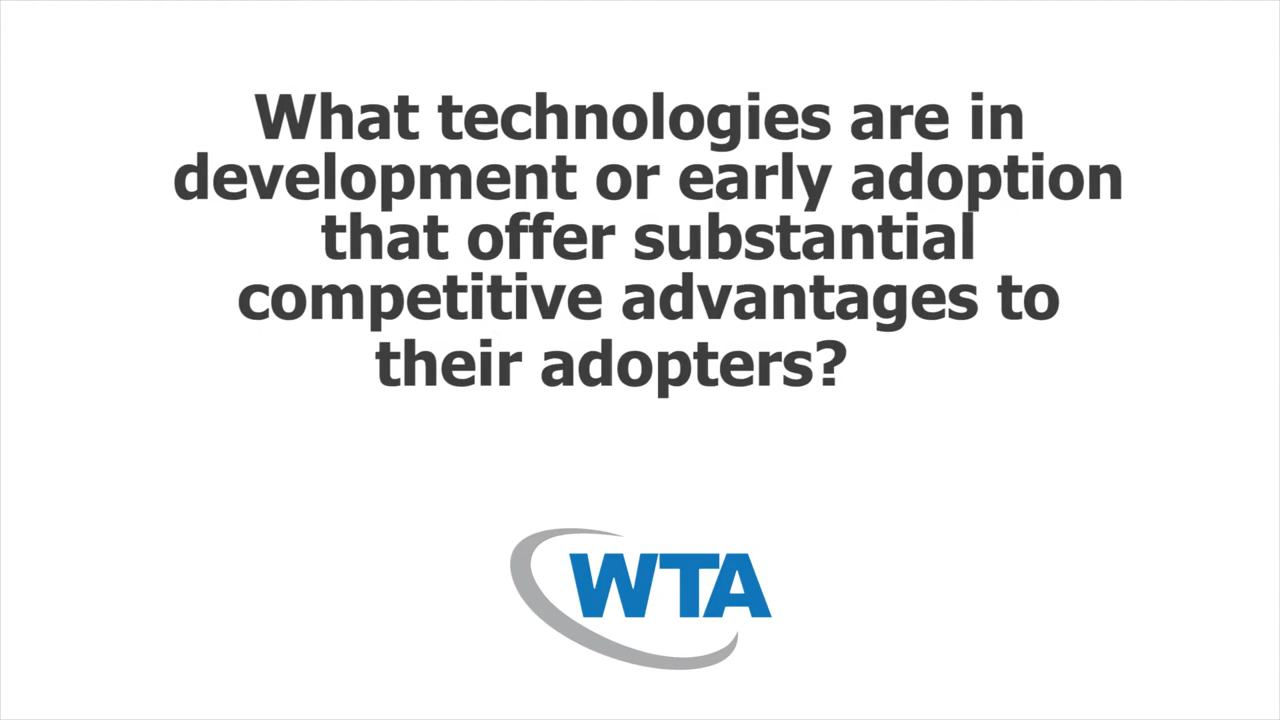 What technologies are in
development or early adoption
that offer substantial
competitive advantages to
their adopters?
WTA